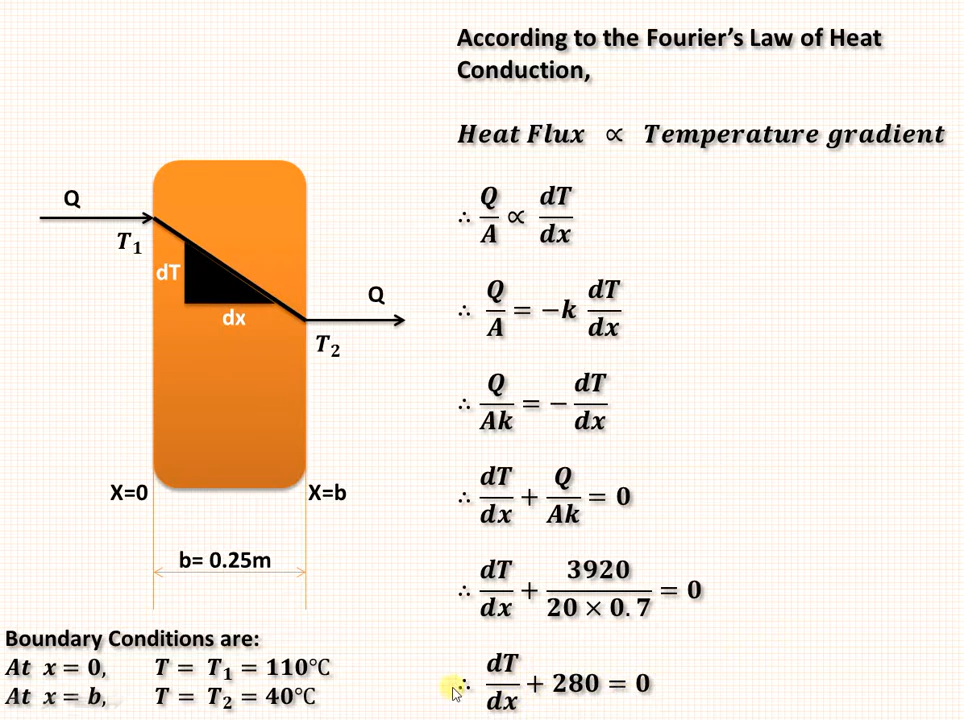 According to the Fourier's Law of Heat
Conduction,
Heat Flux ∝ Temperature gradient
∴ Q/A ∝ dT/dx
∴ Q/A = −k dT/dx
∴ Q/Ak = − dT/dx
∴ dT/dx + Q/Ak = 0
∴ dT/dx + 3920/(20 × 0.7) = 0
∴ dT/dx + 280 = 0
Q
T₁
dT
dx
Q
T₂
X=0
X=b
b= 0.25m
Boundary Conditions are:
At x = 0, T = T₁ = 110℃
At x = b, T = T₂ = 40℃